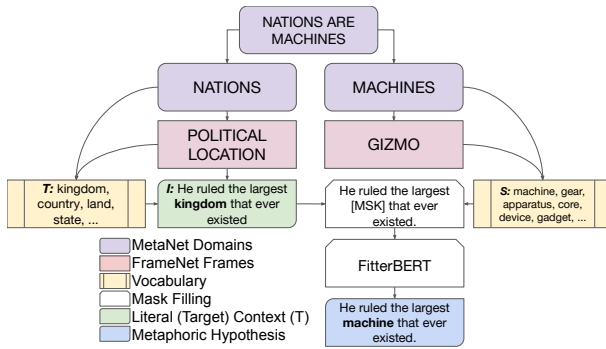 NATIONS ARE
MACHINES
NATIONS
MACHINES
POLITICAL
LOCATION
GIZMO
T: kingdom,
country, land,
state, ...
I: He ruled the largest
kingdom that ever
existed
He ruled the largest
[MSK] that ever
existed.
S: machine, gear,
apparatus, core,
device, gadget, ...
MetaNet Domains
FrameNet Frames
Vocabulary
Mask Filling
Literal (Target) Context (T)
Metaphoric Hypothesis
FitterBERT
He ruled the largest
machine that ever
existed.